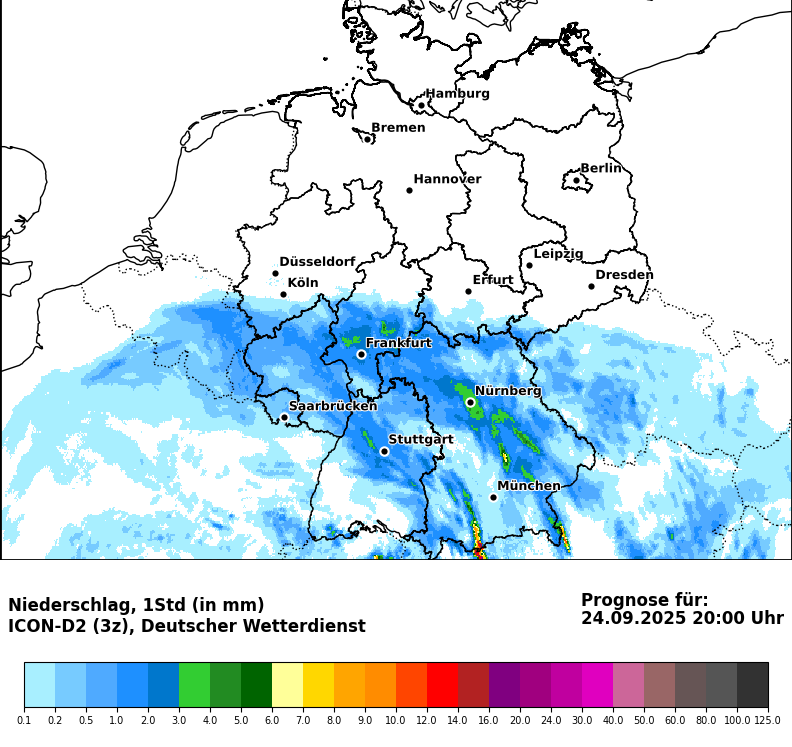 Hamburg
Bremen
Berlin
Hannover
Leipzig
Düsseldorf
Dresden
Köln
Erfurt
Frankfurt
Nürnberg
Saarbrücken
Stuttgart
München
Niederschlag, 1Std (in mm)
ICON-D2 (3z), Deutscher Wetterdienst
Prognose für:
24.09.2025 20:00 Uhr
0.1 0.2 0.5 1.0 2.0 3.0 4.0 5.0 6.0 7.0 8.0 9.0 10.0 12.0 14.0 16.0 20.0 24.0 30.0 40.0 50.0 60.0 80.0 100.0 125.0